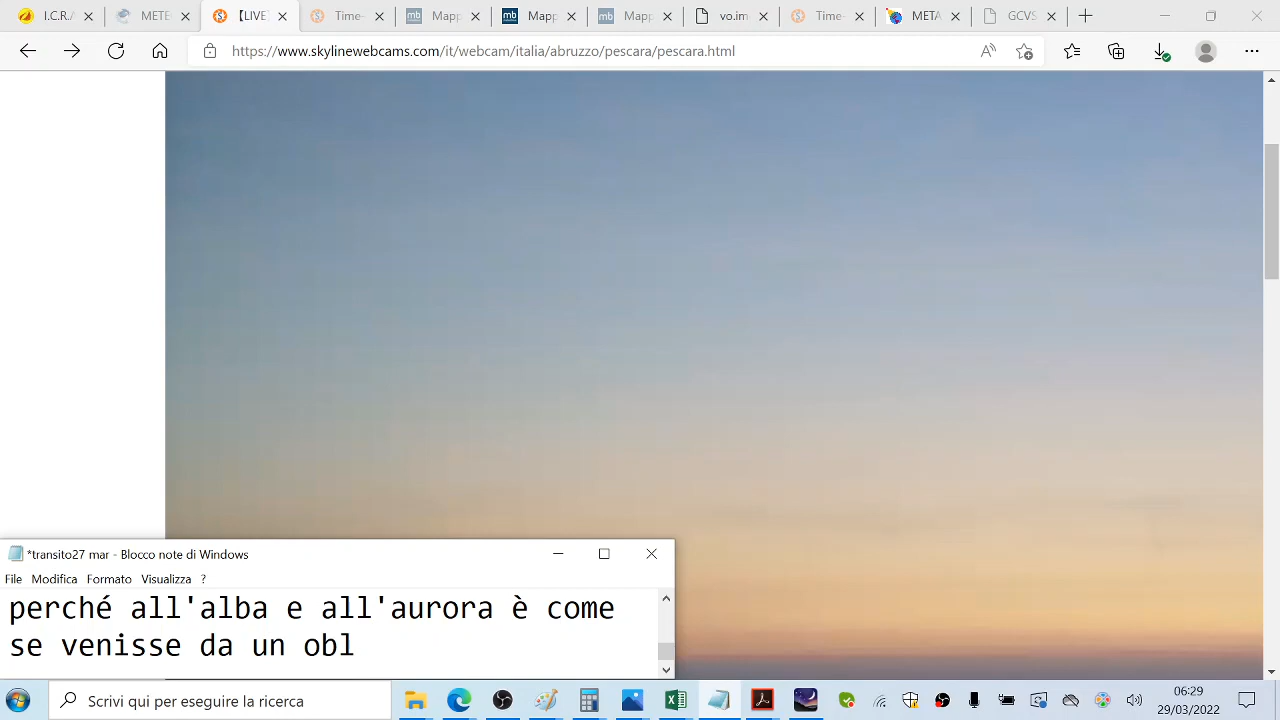 I.C.R.
METE
【LIVE
Time-
Mapp
Mapp
Mapp
vo.im
Time-
META
GCVS
https://www.skylinewebcams.com/it/webcam/italia/abruzzo/pescara/pescara.html
*transito27 mar - Blocco note di Windows
File Modifica Formato Visualizza ?
perché all'alba e all'aurora è come
se venisse da un obl
Scrivi qui per eseguire la ricerca
06:29
29/03/2022